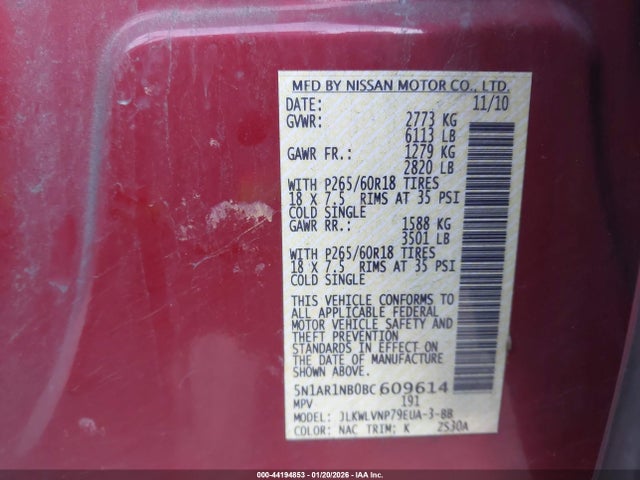 MFD BY NISSAN MOTOR CO., LTD.
DATE: 11/10
GVWR: 2773 KG
6113 LB
GAWR FR.: 1279 KG
2820 LB
WITH P265/60R18 TIRES
18 X 7.5 RIMS AT 35 PSI
COLD SINGLE
GAWR RR.: 1588 KG
3501 LB
WITH P265/60R18 TIRES
18 X 7.5 RIMS AT 35 PSI
COLD SINGLE
THIS VEHICLE CONFORMS TO
ALL APPLICABLE FEDERAL
MOTOR VEHICLE SAFETY AND
THEFT PREVENTION
STANDARDS IN EFFECT ON
THE DATE OF MANUFACTURE
SHOWN ABOVE.
5N1AR1NB0BC609614
MPV 191
MODEL: JLKWLVNP79EUA-3-88
COLOR: NAC TRIM: K ZS30A
000-44194853 | 01/20/2026 - IAA Inc.